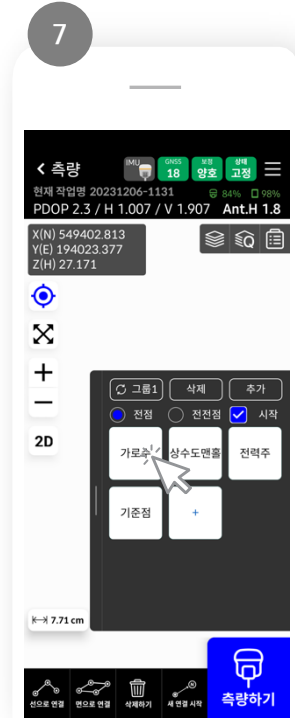 7
< 측량
IMU
GNSS 18
보정 양호
상태 고정
현재 작업명 20231206-1131 84% 98%
PDOP 2.3 / H 1.007 / V 1.907 Ant.H 1.8
X(N) 549402.813
Y(E) 194023.377
Z(H) 27.171
Q
+
−
2D
그룹1 삭제 추가
전점 전전점 시작
가로수 상수도맨홀 전력주
기준점 +
7.71 cm
선으로 연결 면으로 연결 삭제하기 새 연결 시작 측량하기